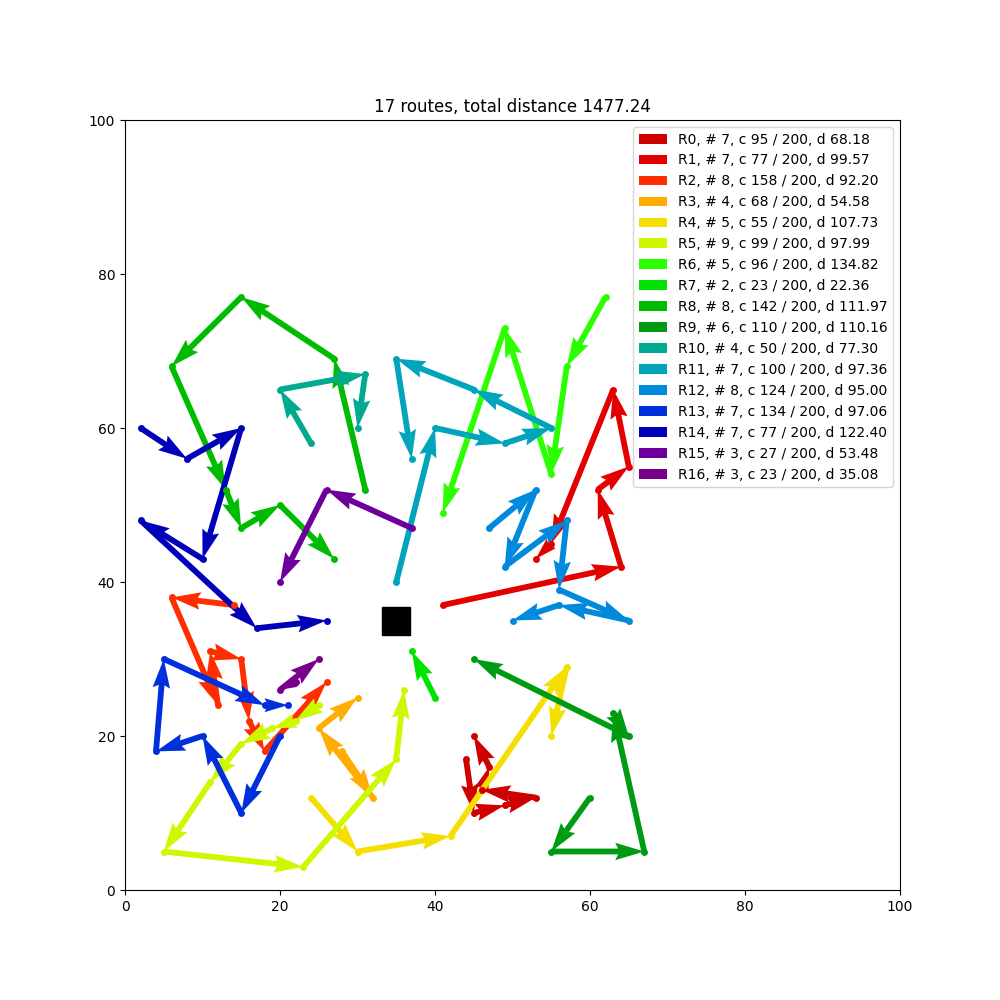 17 routes, total distance 1477.24
R0, # 7, c 95 / 200, d 68.18
R1, # 7, c 77 / 200, d 99.57
R2, # 8, c 158 / 200, d 92.20
R3, # 4, c 68 / 200, d 54.58
R4, # 5, c 55 / 200, d 107.73
R5, # 9, c 99 / 200, d 97.99
R6, # 5, c 96 / 200, d 134.82
R7, # 2, c 23 / 200, d 22.36
R8, # 8, c 142 / 200, d 111.97
R9, # 6, c 110 / 200, d 110.16
R10, # 4, c 50 / 200, d 77.30
R11, # 7, c 100 / 200, d 97.36
R12, # 8, c 124 / 200, d 95.00
R13, # 7, c 134 / 200, d 97.06
R14, # 7, c 77 / 200, d 122.40
R15, # 3, c 27 / 200, d 53.48
R16, # 3, c 23 / 200, d 35.08
100
80
60
40
20
0
0 20 40 60 80 100